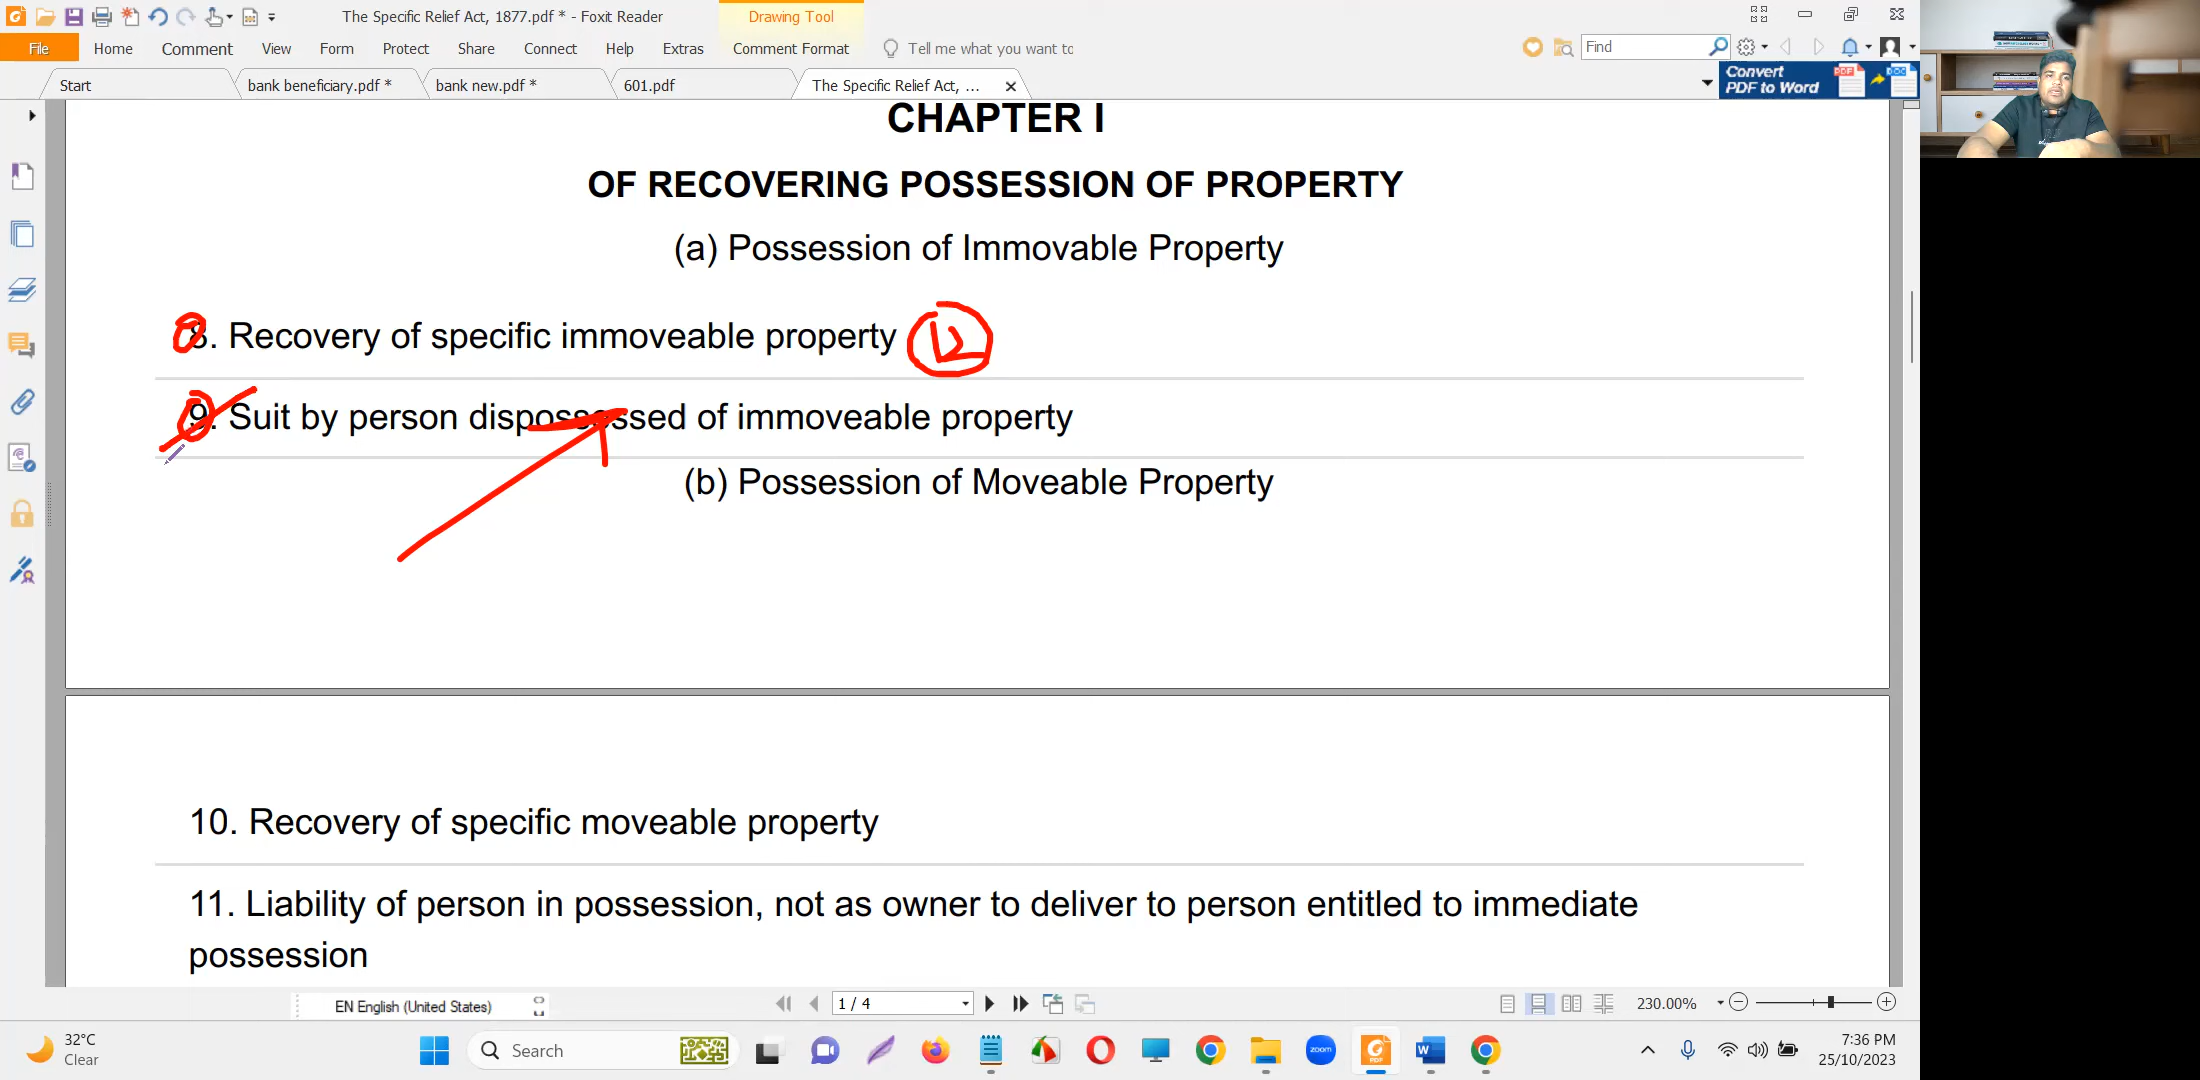 The Specific Relief Act, 1877.pdf * - Foxit Reader
Drawing Tool
File Home Comment View Form Protect Share Connect Help Extras Comment Format Tell me what you want to Find
Start bank beneficiary.pdf * bank new.pdf * 601.pdf The Specific Relief Act, ...
Convert
PDF to Word
CHAPTER I
OF RECOVERING POSSESSION OF PROPERTY
(a) Possession of Immovable Property
8. Recovery of specific immoveable property
9. Suit by person dispossessed of immoveable property
(b) Possession of Moveable Property
10. Recovery of specific moveable property
11. Liability of person in possession, not as owner to deliver to person entitled to immediate
possession
EN English (United States)
1 / 4
230.00%
32°C
Clear
Search
zoom
7:36 PM
25/10/2023